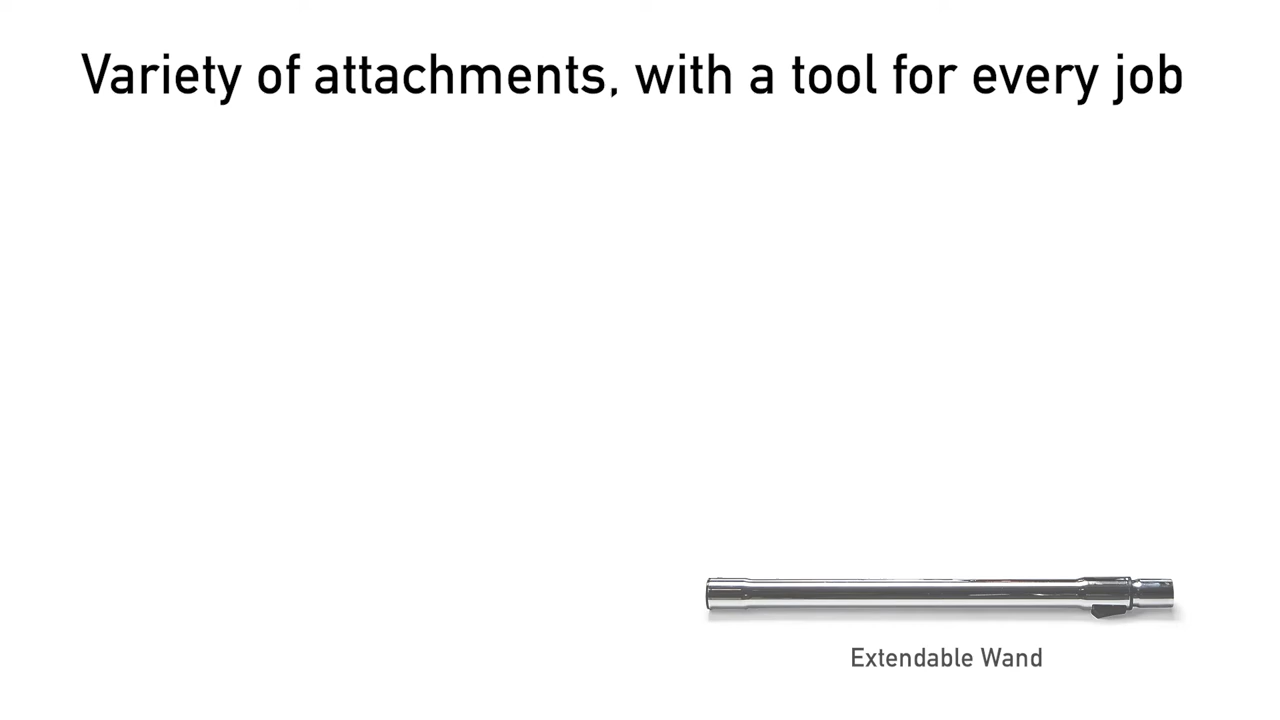 Variety of attachments, with a tool for every job
Extendable Wand